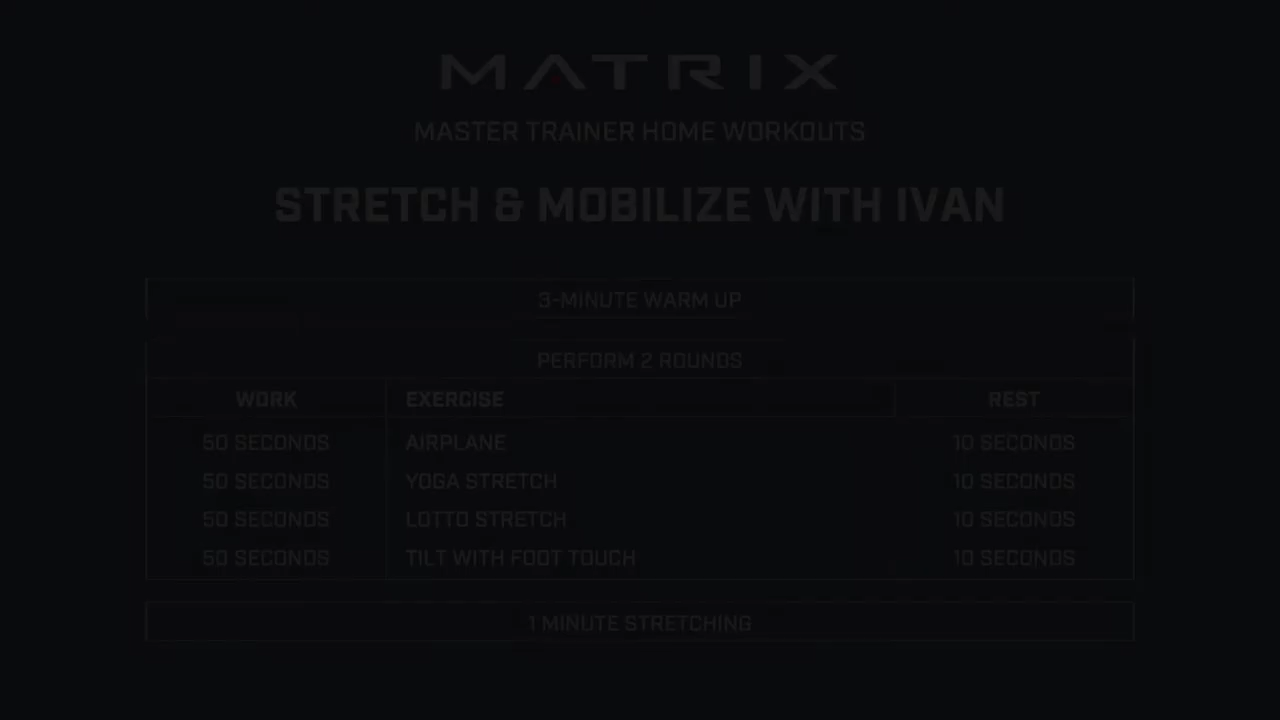 MATRIX
MASTER TRAINER HOME WORKOUTS
STRETCH & MOBILIZE WITH IVAN
3-MINUTE WARM UP
PERFORM 2 ROUNDS
WORK EXERCISE REST
50 SECONDS AIRPLANE 10 SECONDS
50 SECONDS YOGA STRETCH 10 SECONDS
50 SECONDS LOTTO STRETCH 10 SECONDS
50 SECONDS TILT WITH FOOT TOUCH 10 SECONDS
1 MINUTE STRETCHING